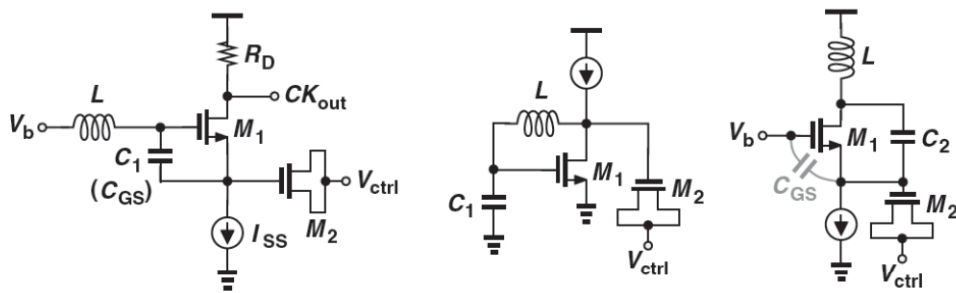 R_D
L
CK_out
V_b
M_1
C_1
(C_GS)
V_ctrl
M_2
I_SS
L
M_1
M_2
C_1
V_ctrl
L
V_b
M_1
C_2
C_GS
M_2
V_ctrl